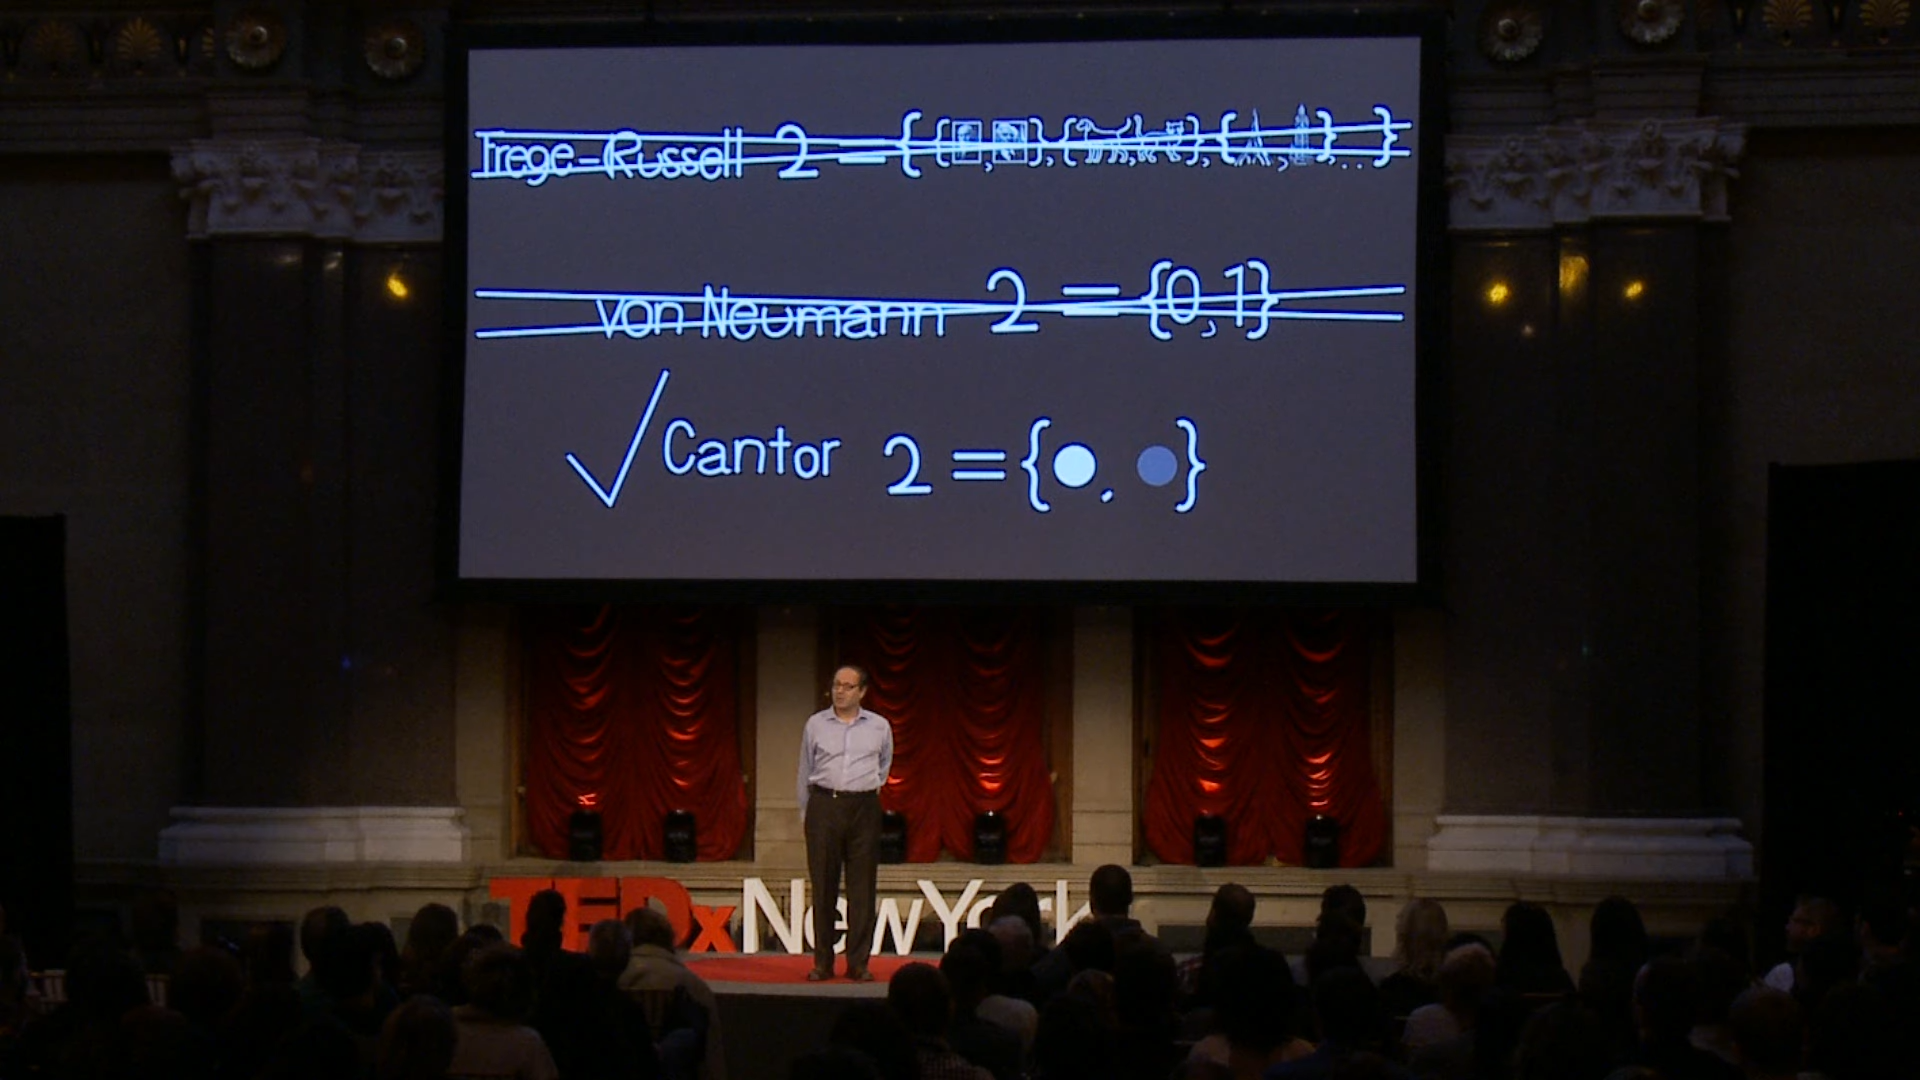 Frege-Russell 2 = { { , }, { , }, { , }, ... }
von Neumann 2 = {0,1}
√ Cantor 2 = {●, ●}
TEDxNewYork